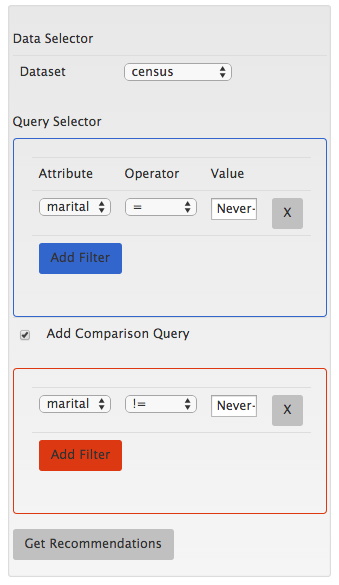 Data Selector
Dataset census
Query Selector
Attribute Operator Value
marital = Never- X
Add Filter
Add Comparison Query
marital != Never- X
Add Filter
Get Recommendations